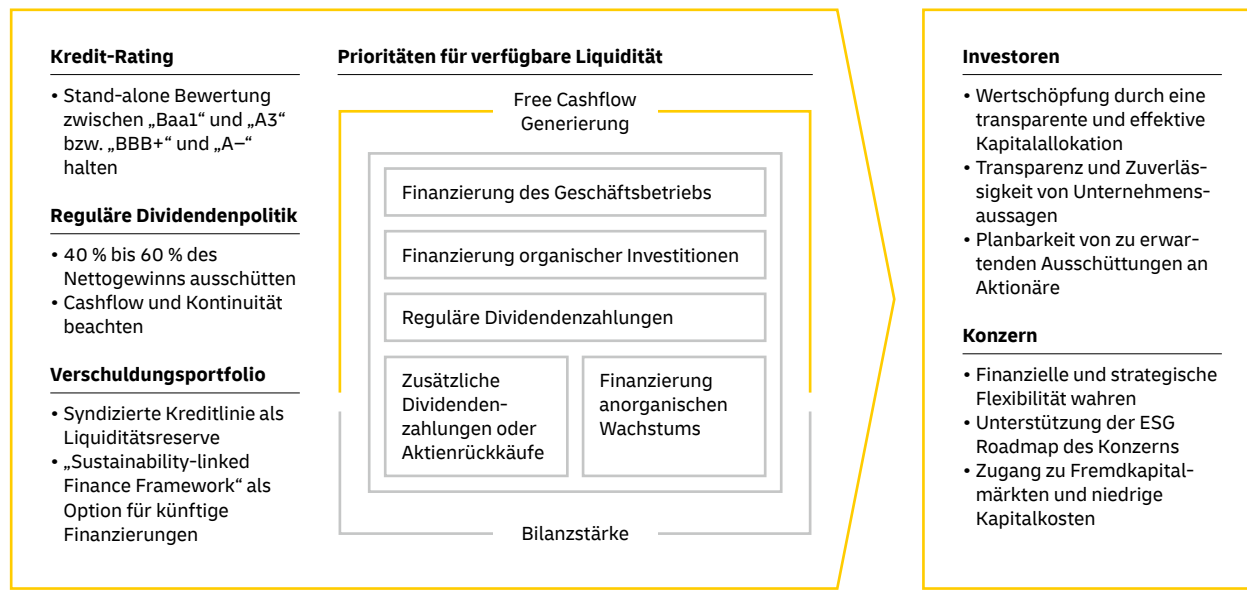 Kredit-Rating
• Stand-alone Bewertung
zwischen „Baa1“ und „A3“
bzw. „BBB+“ und „A–“
halten
Reguläre Dividendenpolitik
• 40 % bis 60 % des
Nettogewinns ausschütten
• Cashflow und Kontinuität
beachten
Verschuldungsportfolio
• Syndizierte Kreditlinie als
Liquiditätsreserve
• „Sustainability-linked
Finance Framework“ als
Option für künftige
Finanzierungen
Prioritäten für verfügbare Liquidität
Free Cashflow
Generierung
Finanzierung des Geschäftsbetriebs
Finanzierung organischer Investitionen
Reguläre Dividendenzahlungen
Zusätzliche
Dividenden-
zahlungen oder
Aktienrückkäufe
Finanzierung
anorganischen
Wachstums
Bilanzstärke
Investoren
• Wertschöpfung durch eine
transparente und effektive
Kapitalallokation
• Transparenz und Zuverläs-
sigkeit von Unternehmens-
aussagen
• Planbarkeit von zu erwar-
tenden Ausschüttungen an
Aktionäre
Konzern
• Finanzielle und strategische
Flexibilität wahren
• Unterstützung der ESG
Roadmap des Konzerns
• Zugang zu Fremdkapital-
märkten und niedrige
Kapitalkosten